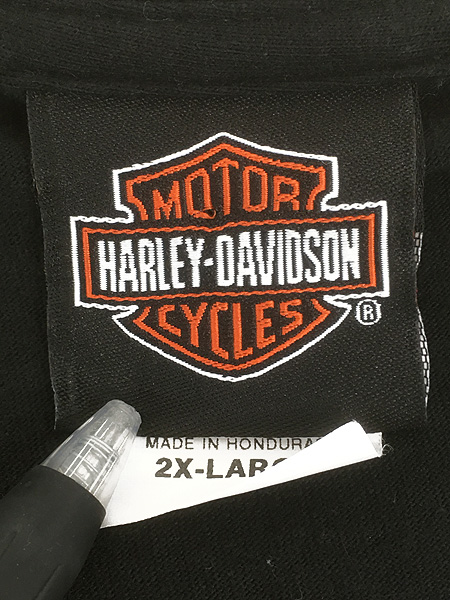 MOTOR
HARLEY-DAVIDSON
CYCLES
®
MADE IN HONDURA
2X-LAR